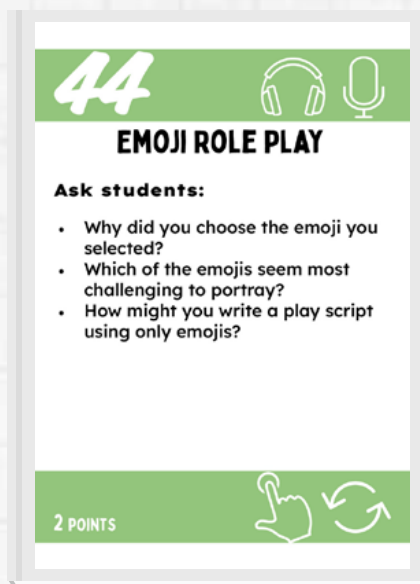 44
EMOJI ROLE PLAY
Ask students:
• Why did you choose the emoji you
selected?
• Which of the emojis seem most
challenging to portray?
• How might you write a play script
using only emojis?
2 POINTS